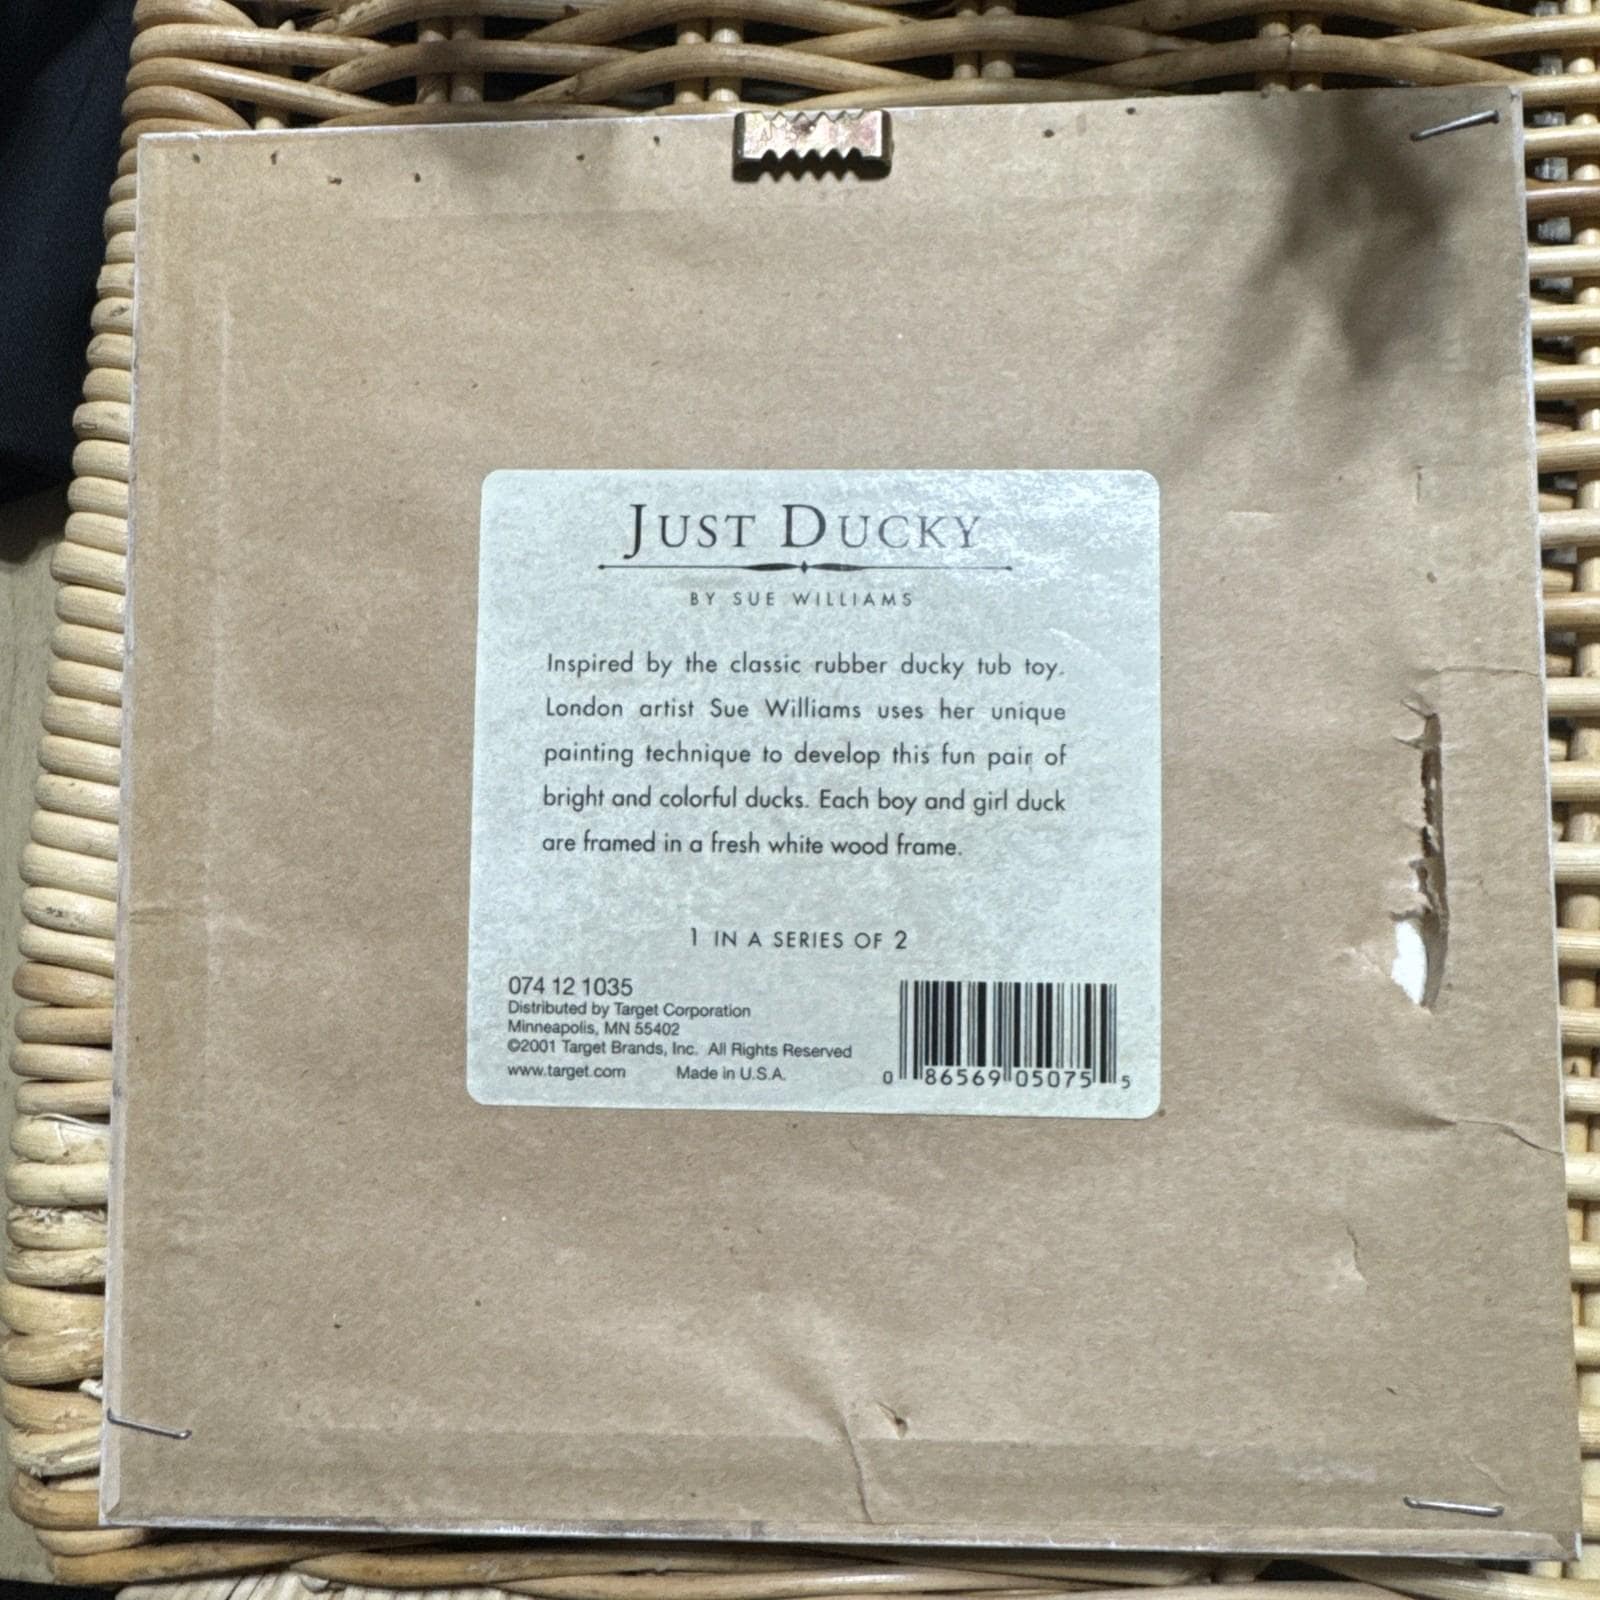 JUST DUCKY
BY SUE WILLIAMS
Inspired by the classic rubber ducky tub toy.
London artist Sue Williams uses her unique
painting technique to develop this fun pair of
bright and colorful ducks. Each boy and girl duck
are framed in a fresh white wood frame.
1 IN A SERIES OF 2
074 12 1035
Distributed by Target Corporation
Minneapolis, MN 55402
©2001 Target Brands, Inc. All Rights Reserved
www.target.com Made in U.S.A.
0 86569 05075 5